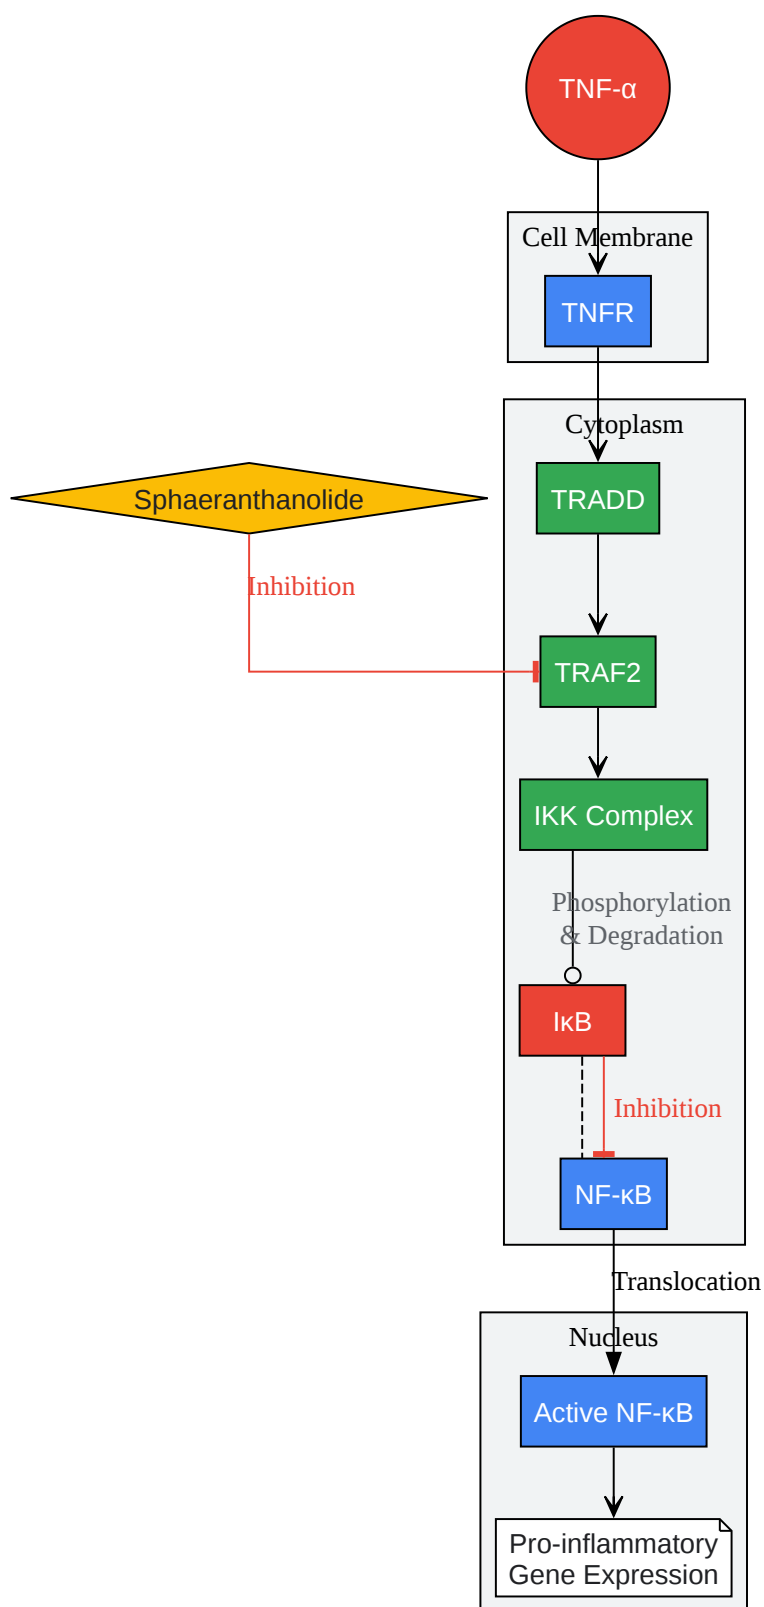 TNF-α
Cell Membrane
TNFR
Cytoplasm
TRADD
Sphaeranthanolide
Inhibition
TRAF2
IKK Complex
Phosphorylation
& Degradation
IκB
Inhibition
NF-κB
Translocation
Nucleus
Active NF-κB
Pro-inflammatory
Gene Expression